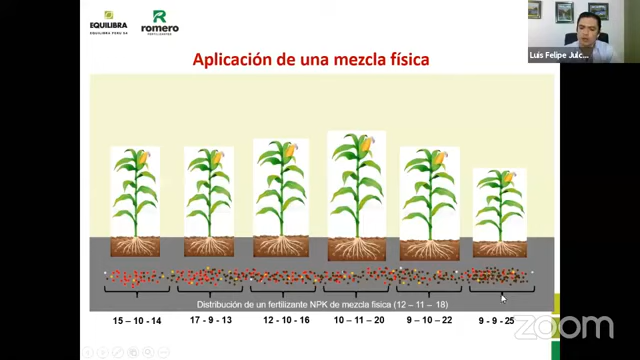 EQUILIBRA
EQUILIBRA PERU SA
romero
FERTILIZANTES
Luis Felipe Julc...
Aplicación de una mezcla física
Distribución de un fertilizante NPK de mezcla física (12 – 11 – 18)
15 – 10 - 14
17 - 9 - 13
12 - 10 - 16
10 – 11 – 20
9 – 10 - 22
9 - 9 - 25
zoom